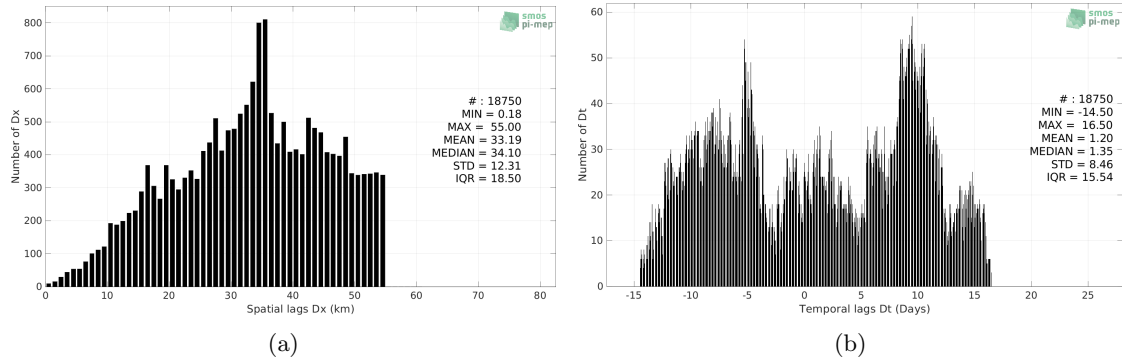 800
700
600
500
400
300
200
100
0
Number of Dx
0 10 20 30 40 50 60 70 80
Spatial lags Dx (km)
smos
pi-mep
# : 18750
MIN = 0.18
MAX = 55.00
MEAN = 33.19
MEDIAN = 34.10
STD = 12.31
IQR = 18.50
(a)
60
50
40
30
20
10
0
Number of Dt
-15 -10 -5 0 5 10 15 20 25
Temporal lags Dt (Days)
smos
pi-mep
# : 18750
MIN = -14.50
MAX = 16.50
MEAN = 1.20
MEDIAN = 1.35
STD = 8.46
IQR = 15.54
(b)